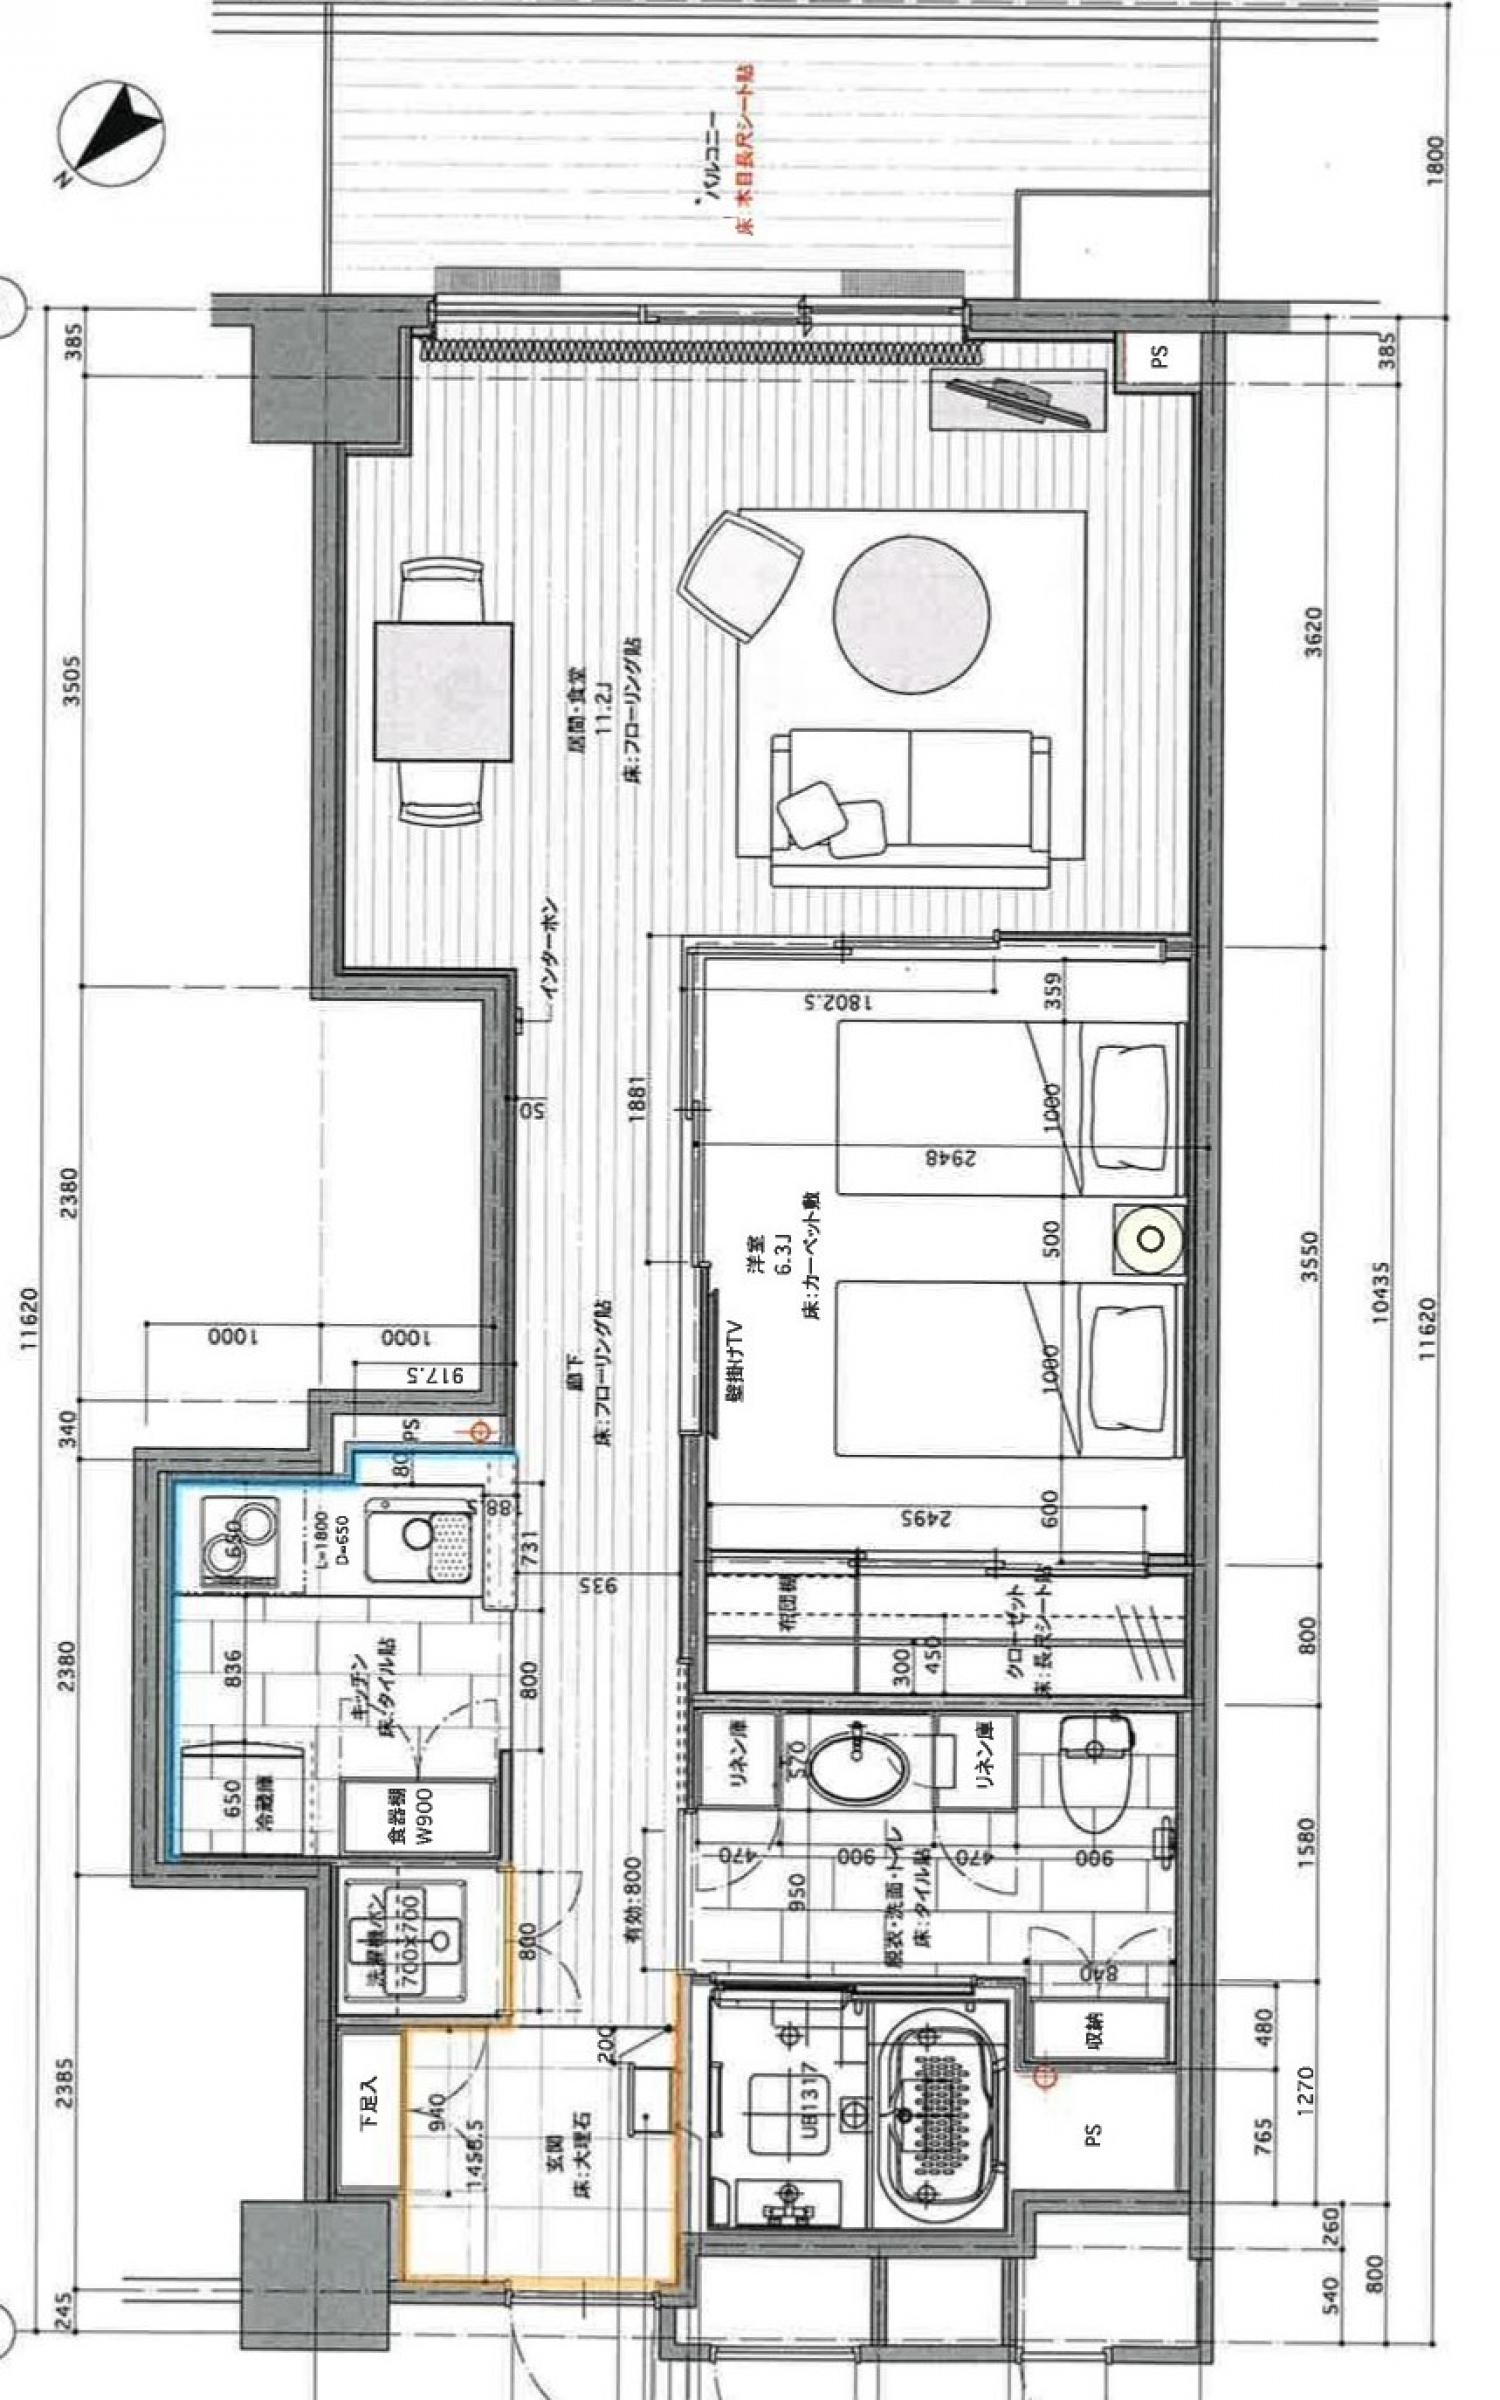 N
バルコニー
床:木目長尺シート貼
1800
385
385
PS
3505
3620
居間・食堂
11.2J
床:フローリング貼
インターホン
1802.5
359
50
1881
1000
2948
2380
500
洋室
6.3J
床:カーペット敷
3550
10435
11620
11620
1000
1000
917.5
壁掛けTV
廊下
床:フローリング貼
1000
340
PS
80
88.5
650
L=1800
D=650
731
935
2495
600
布団棚
クローゼット
床:長尺シート貼
300
450
800
2380
836
キッチン
床:タイル貼
800
リネン庫
570
リネン庫
650
冷蔵庫
食器棚
W900
470
900
470
900
1580
脱衣・洗面・トイレ
床:タイル貼
950
有効:800
洗濯機パン
700×700
800
840
収納
480
200
下足入
940
1458.5
玄関
床:大理石
UB1317
PS
765
1270
2385
260
540
800
245